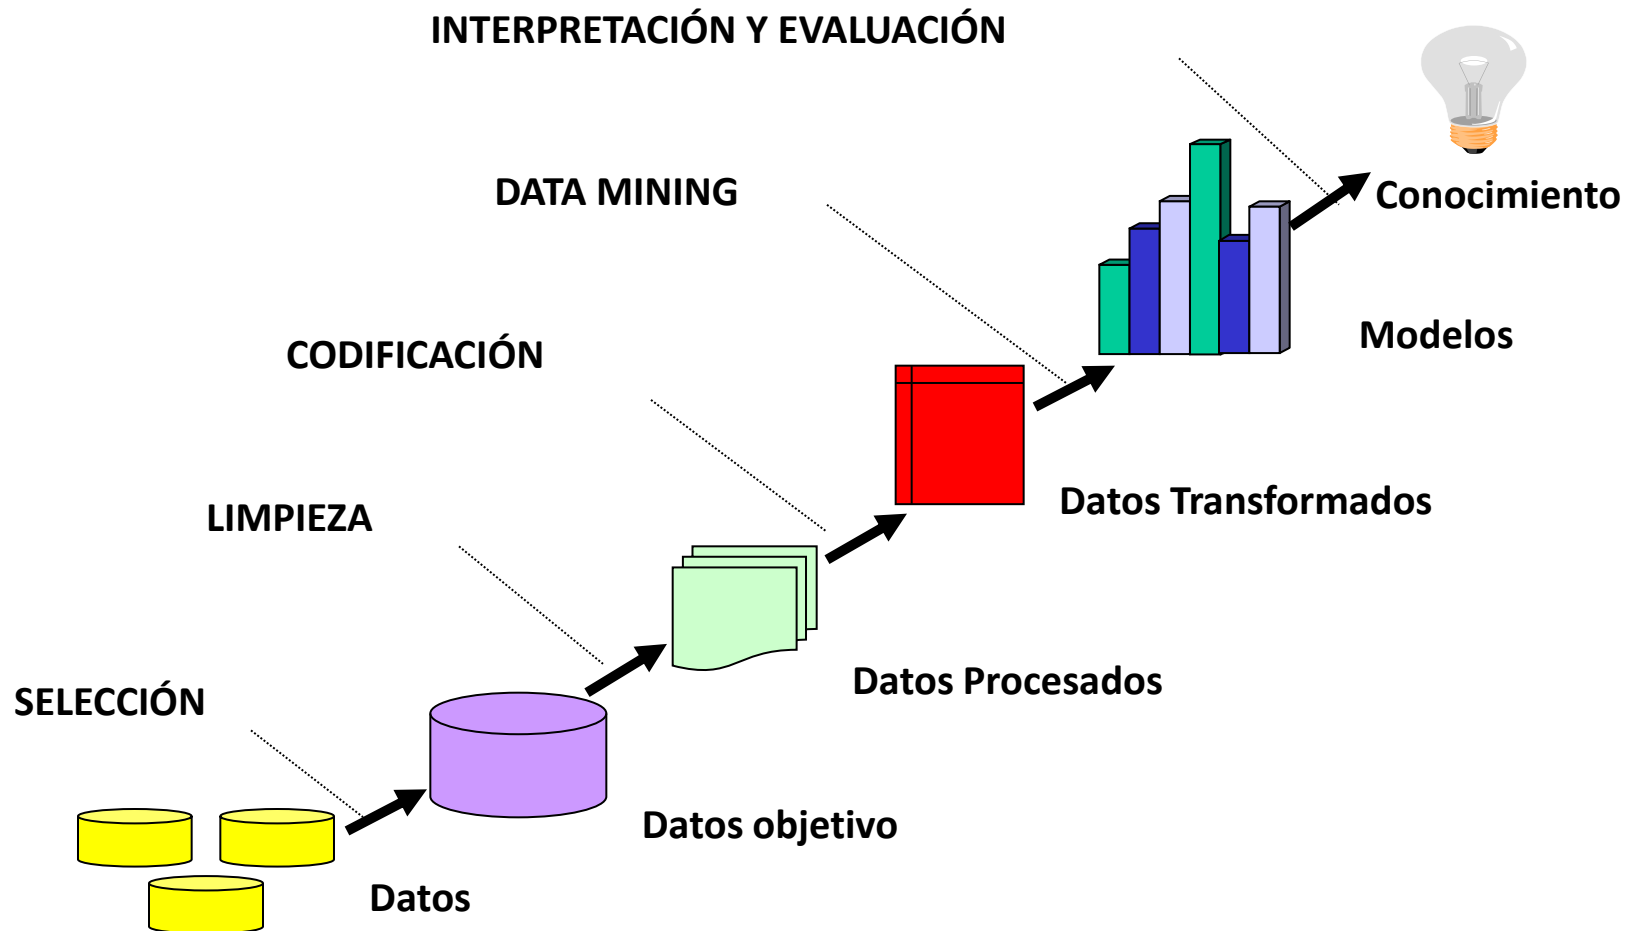 INTERPRETACIÓN Y EVALUACIÓN
DATA MINING
Conocimiento
Modelos
CODIFICACIÓN
Datos Transformados
LIMPIEZA
Datos Procesados
SELECCIÓN
Datos objetivo
Datos